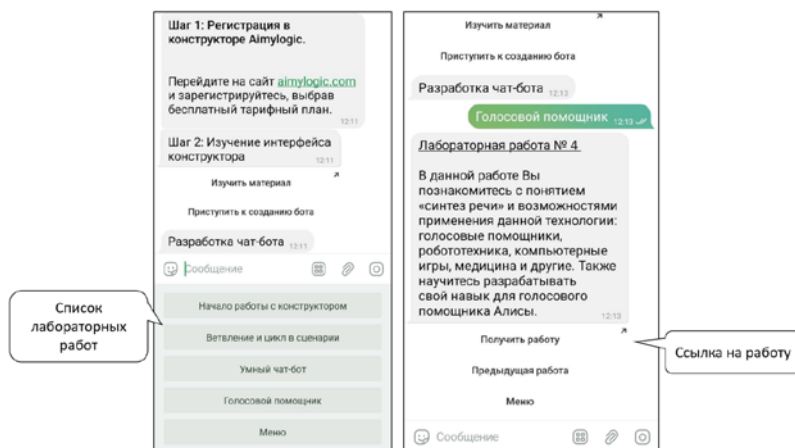 Шаг 1: Регистрация в
конструкторе Aimylogic.
Перейдите на сайт aimylogic.com
и зарегистрируйтесь, выбрав
бесплатный тарифный план.
12:11
Шаг 2: Изучение интерфейса
конструктора
12:11
Изучить материал
Приступить к созданию бота
Разработка чат-бота 12:11
Сообщение
Список
лабораторных
работ
Начало работы с конструктором
Ветвление и цикл в сценарии
Умный чат-бот
Голосовой помощник
Меню
Изучить материал
Приступить к созданию бота
Разработка чат-бота 12:13
Голосовой помощник 12:13
Лабораторная работа № 4
В данной работе Вы
познакомитесь с понятием
«синтез речи» и возможностями
применения данной технологии:
голосовые помощники,
робототехника, компьютерные
игры, медицина и другие. Также
научитесь разрабатывать
свой навык для голосового
помощника Алисы.
12:13
Получить работу
Предыдущая работа
Меню
Сообщение
Ссылка на работу